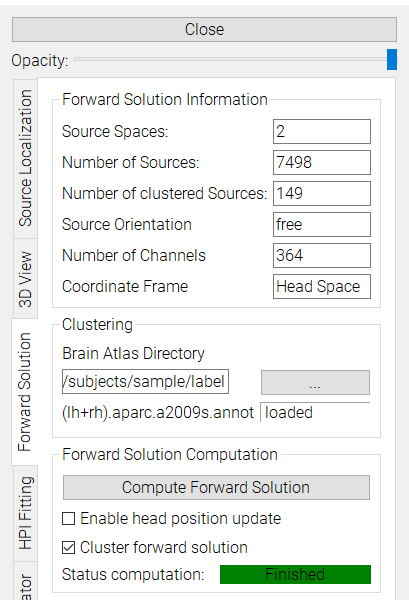 Close
Opacity:
Source Localization
3D View
Forward Solution
HPI Fitting
ator
Forward Solution Information
Source Spaces: 2
Number of Sources: 7498
Number of clustered Sources: 149
Source Orientation free
Number of Channels 364
Coordinate Frame Head Space
Clustering
Brain Atlas Directory
/subjects/sample/label ...
(lh+rh).aparc.a2009s.annot loaded
Forward Solution Computation
Compute Forward Solution
Enable head position update
Cluster forward solution
Status computation: Finished